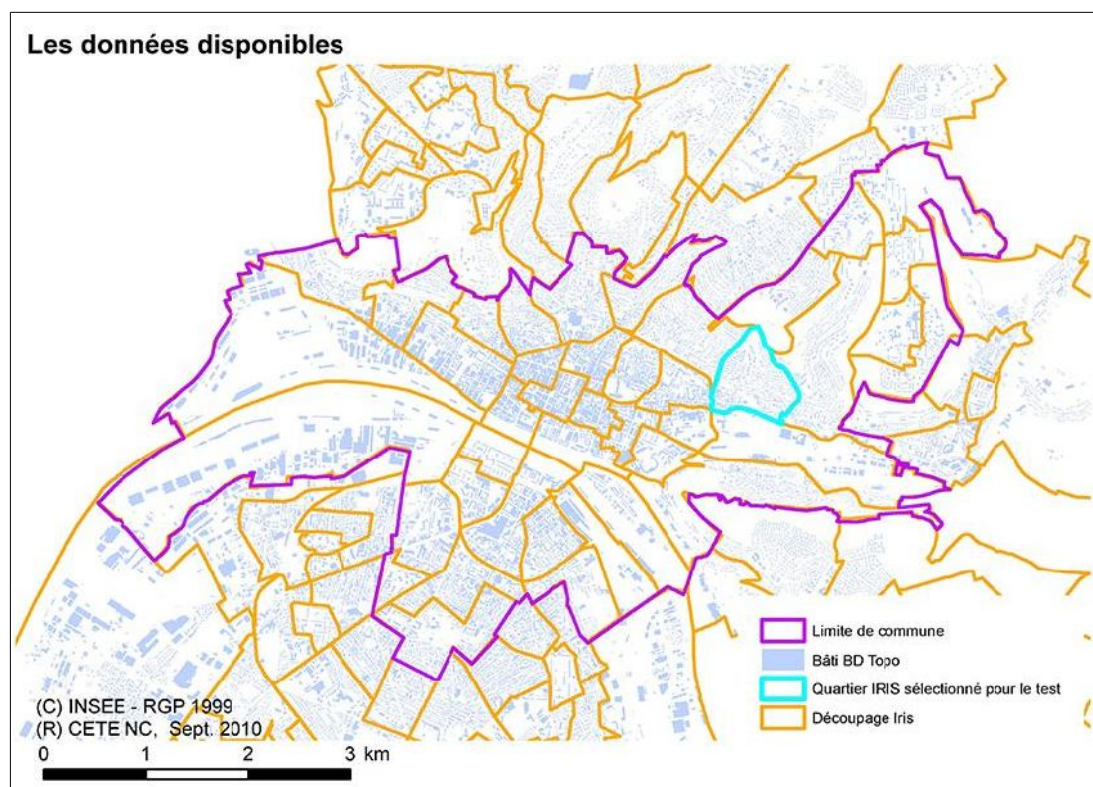 Les données disponibles
Limite de commune
Bâti BD Topo
Quartier IRIS sélectionné pour le test
Découpage Iris
(C) INSEE - RGP 1999
(R) CETE NC, Sept. 2010
0 1 2 3 km